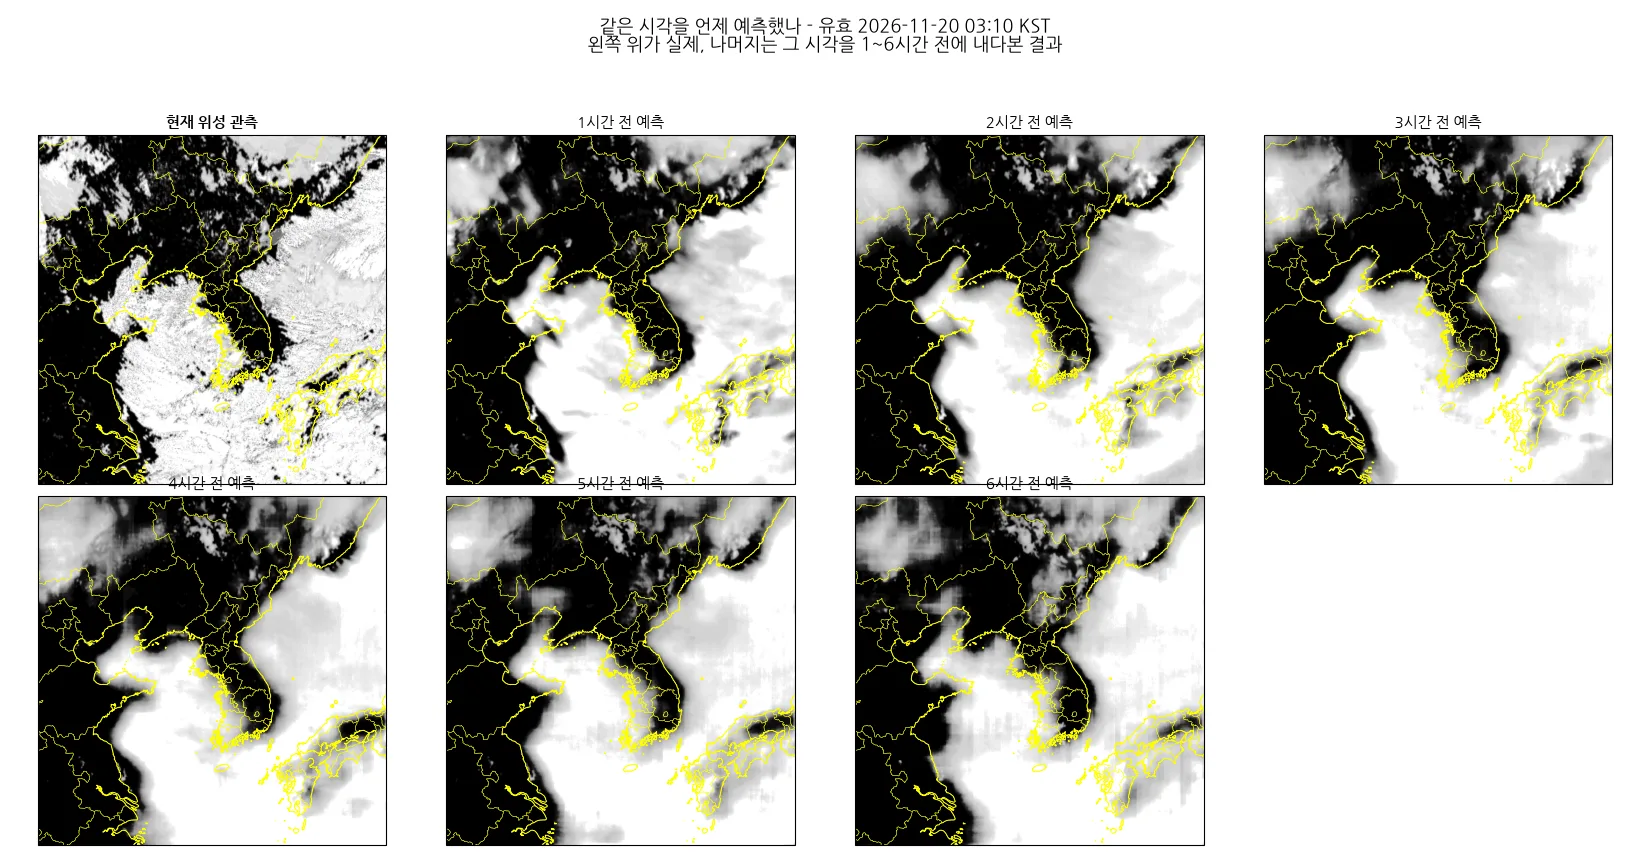 같은 시각을 언제 예측했나 - 유효 2026-11-20 03:10 KST
왼쪽 위가 실제, 나머지는 그 시각을 1~6시간 전에 내다본 결과
현재 위성 관측
1시간 전 예측
2시간 전 예측
3시간 전 예측
4시간 전 예측
5시간 전 예측
6시간 전 예측